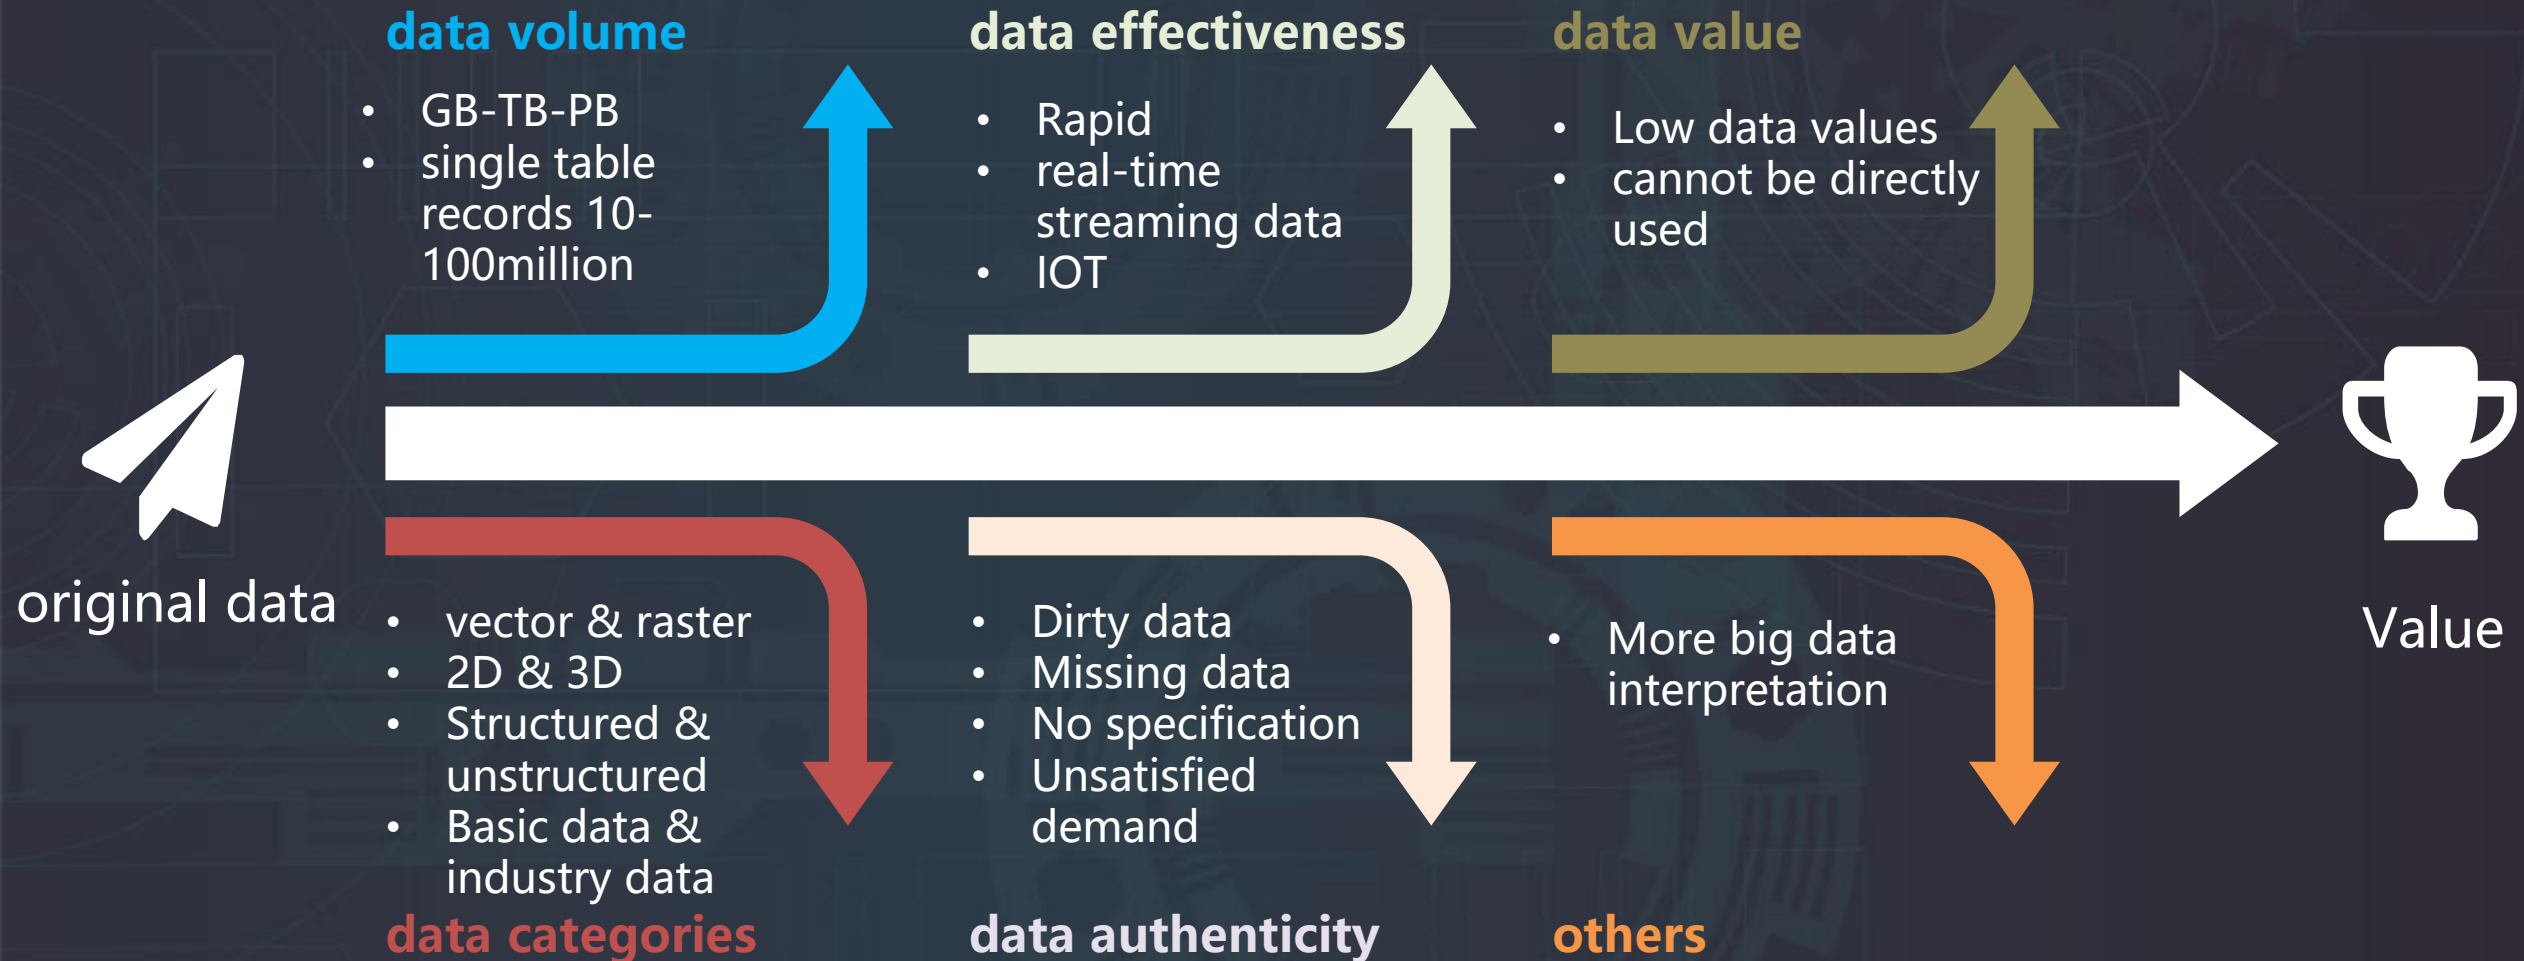 data volume
• GB-TB-PB
• single table
records 10-
100million
data effectiveness
• Rapid
• real-time
streaming data
• IOT
data value
• Low data values
• cannot be directly
used
original data
Value
• vector & raster
• 2D & 3D
• Structured &
unstructured
• Basic data &
industry data
data categories
• Dirty data
• Missing data
• No specification
• Unsatisfied
demand
data authenticity
• More big data
interpretation
others